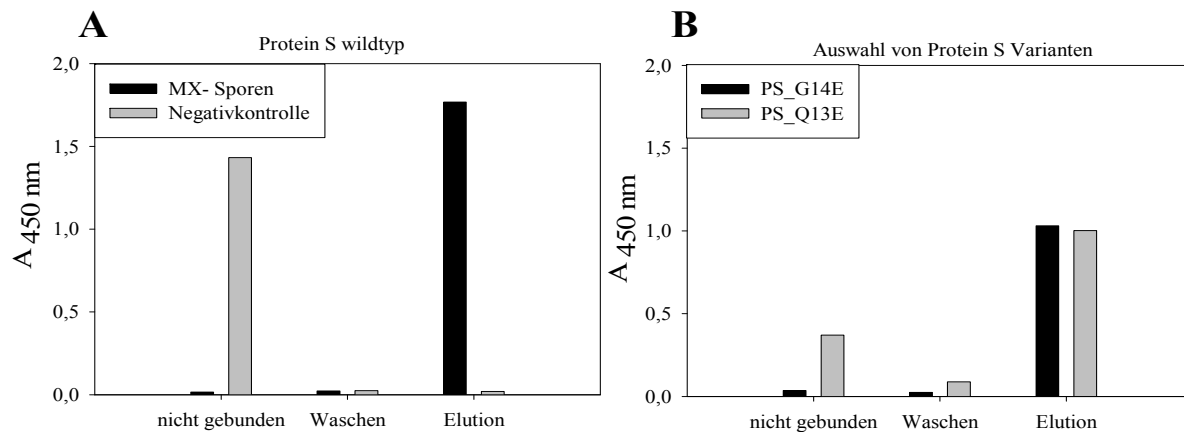 A
Protein S wildtyp
2,0
1,5
1,0
0,5
0,0
A 450 nm
MX- Sporen
Negativkontrolle
nicht gebunden
Waschen
Elution
B
Auswahl von Protein S Varianten
2,0
1,5
1,0
0,5
0,0
A 450 nm
PS_G14E
PS_Q13E
nicht gebunden
Waschen
Elution